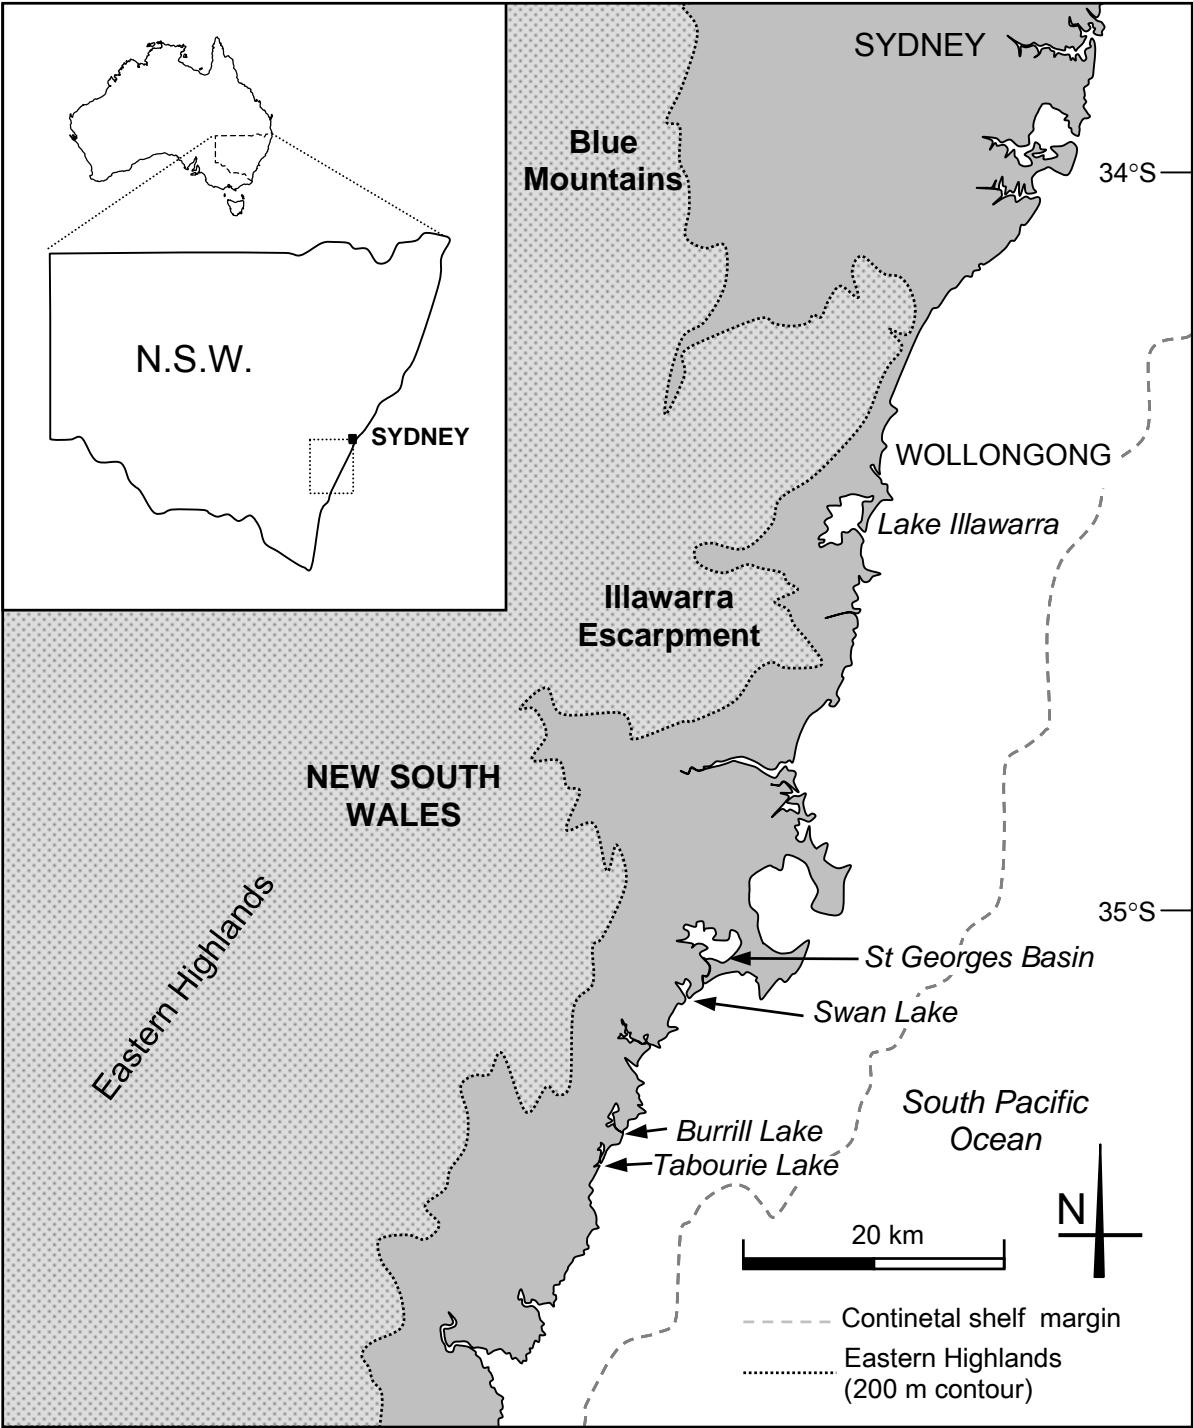 SYDNEY
Blue
Mountains
34°S
N.S.W.
SYDNEY
WOLLONGONG
Lake Illawarra
Illawarra
Escarpment
NEW SOUTH
WALES
Eastern Highlands
35°S
St Georges Basin
Swan Lake
South Pacific
Ocean
Burrill Lake
Tabourie Lake
N
20 km
Continetal shelf margin
Eastern Highlands
(200 m contour)